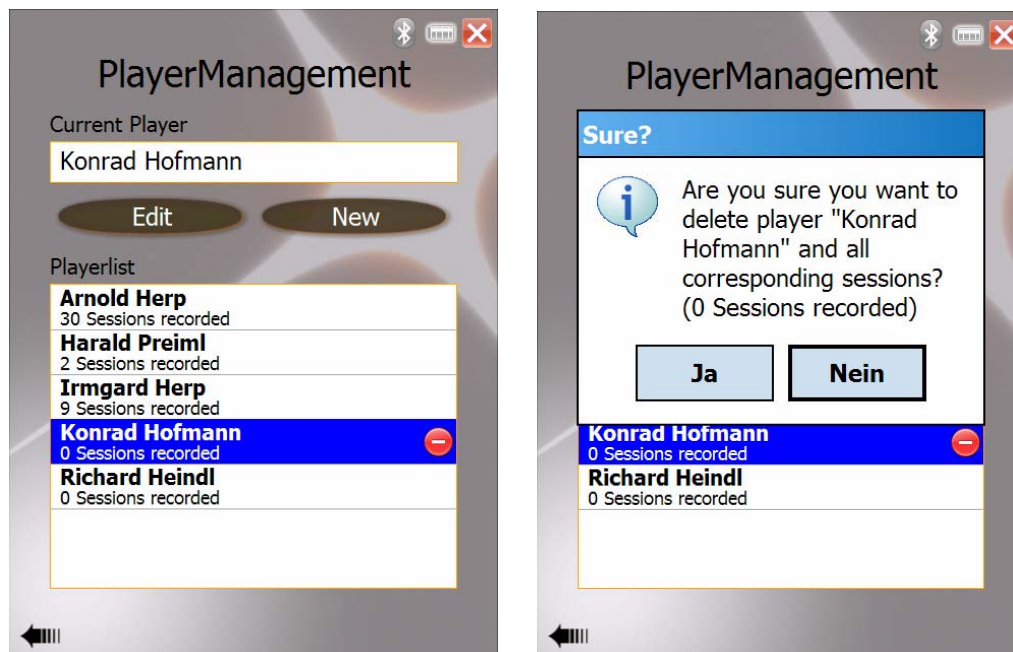 PlayerManagement
Current Player
Konrad Hofmann
Edit
New
Playerlist
Arnold Herp
30 Sessions recorded
Harald Preiml
2 Sessions recorded
Irmgard Herp
9 Sessions recorded
Konrad Hofmann
0 Sessions recorded
Richard Heindl
0 Sessions recorded
PlayerManagement
Sure?
Are you sure you want to
delete player "Konrad
Hofmann" and all
corresponding sessions?
(0 Sessions recorded)
Ja
Nein
Konrad Hofmann
0 Sessions recorded
Richard Heindl
0 Sessions recorded